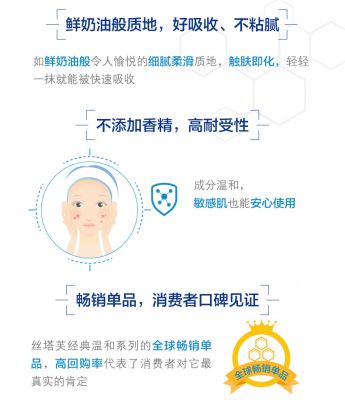 鲜奶油般质地，好吸收、不粘腻
如鲜奶油般令人愉悦的细腻柔滑质地，触肤即化，轻轻
一抹就能被快速吸收
不添加香精，高耐受性
成分温和，
敏感肌也能安心使用
畅销单品，消费者口碑见证
丝塔芙经典温和系列的全球畅销单
品，高回购率代表了消费者对它最
真实的肯定
全球畅销单品